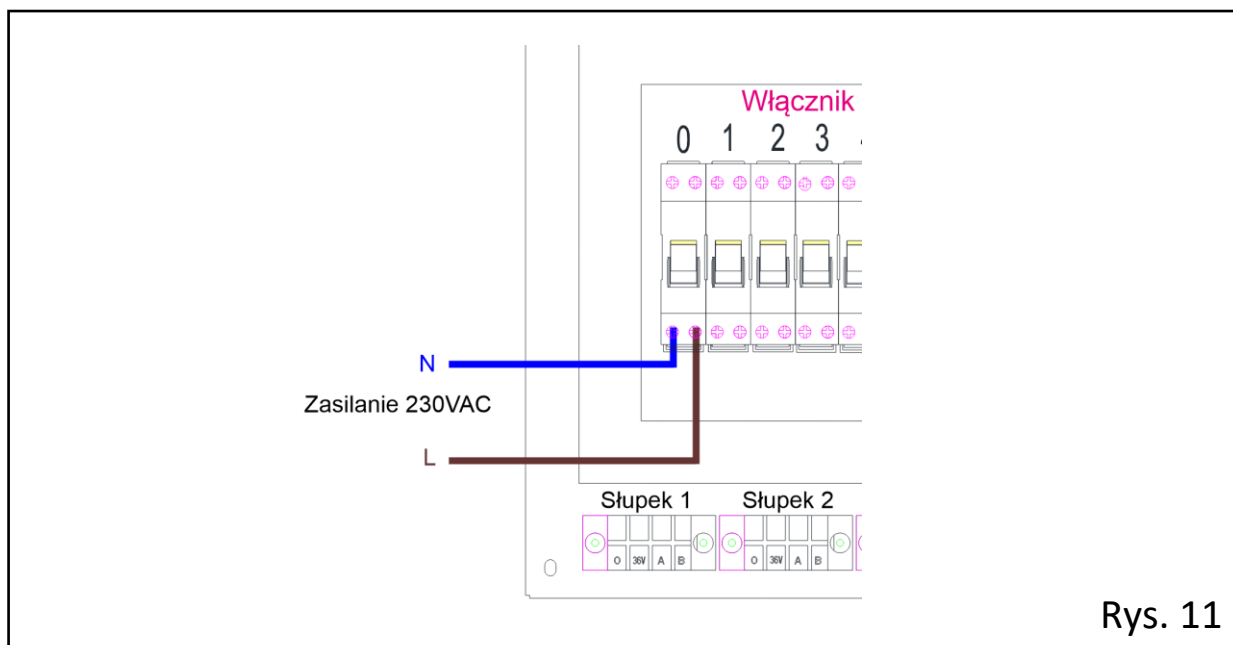 Włącznik
0 1 2 3
N
Zasilanie 230VAC
L
Słupek 1 Słupek 2
O 36V A B O 36V A B
Rys. 11